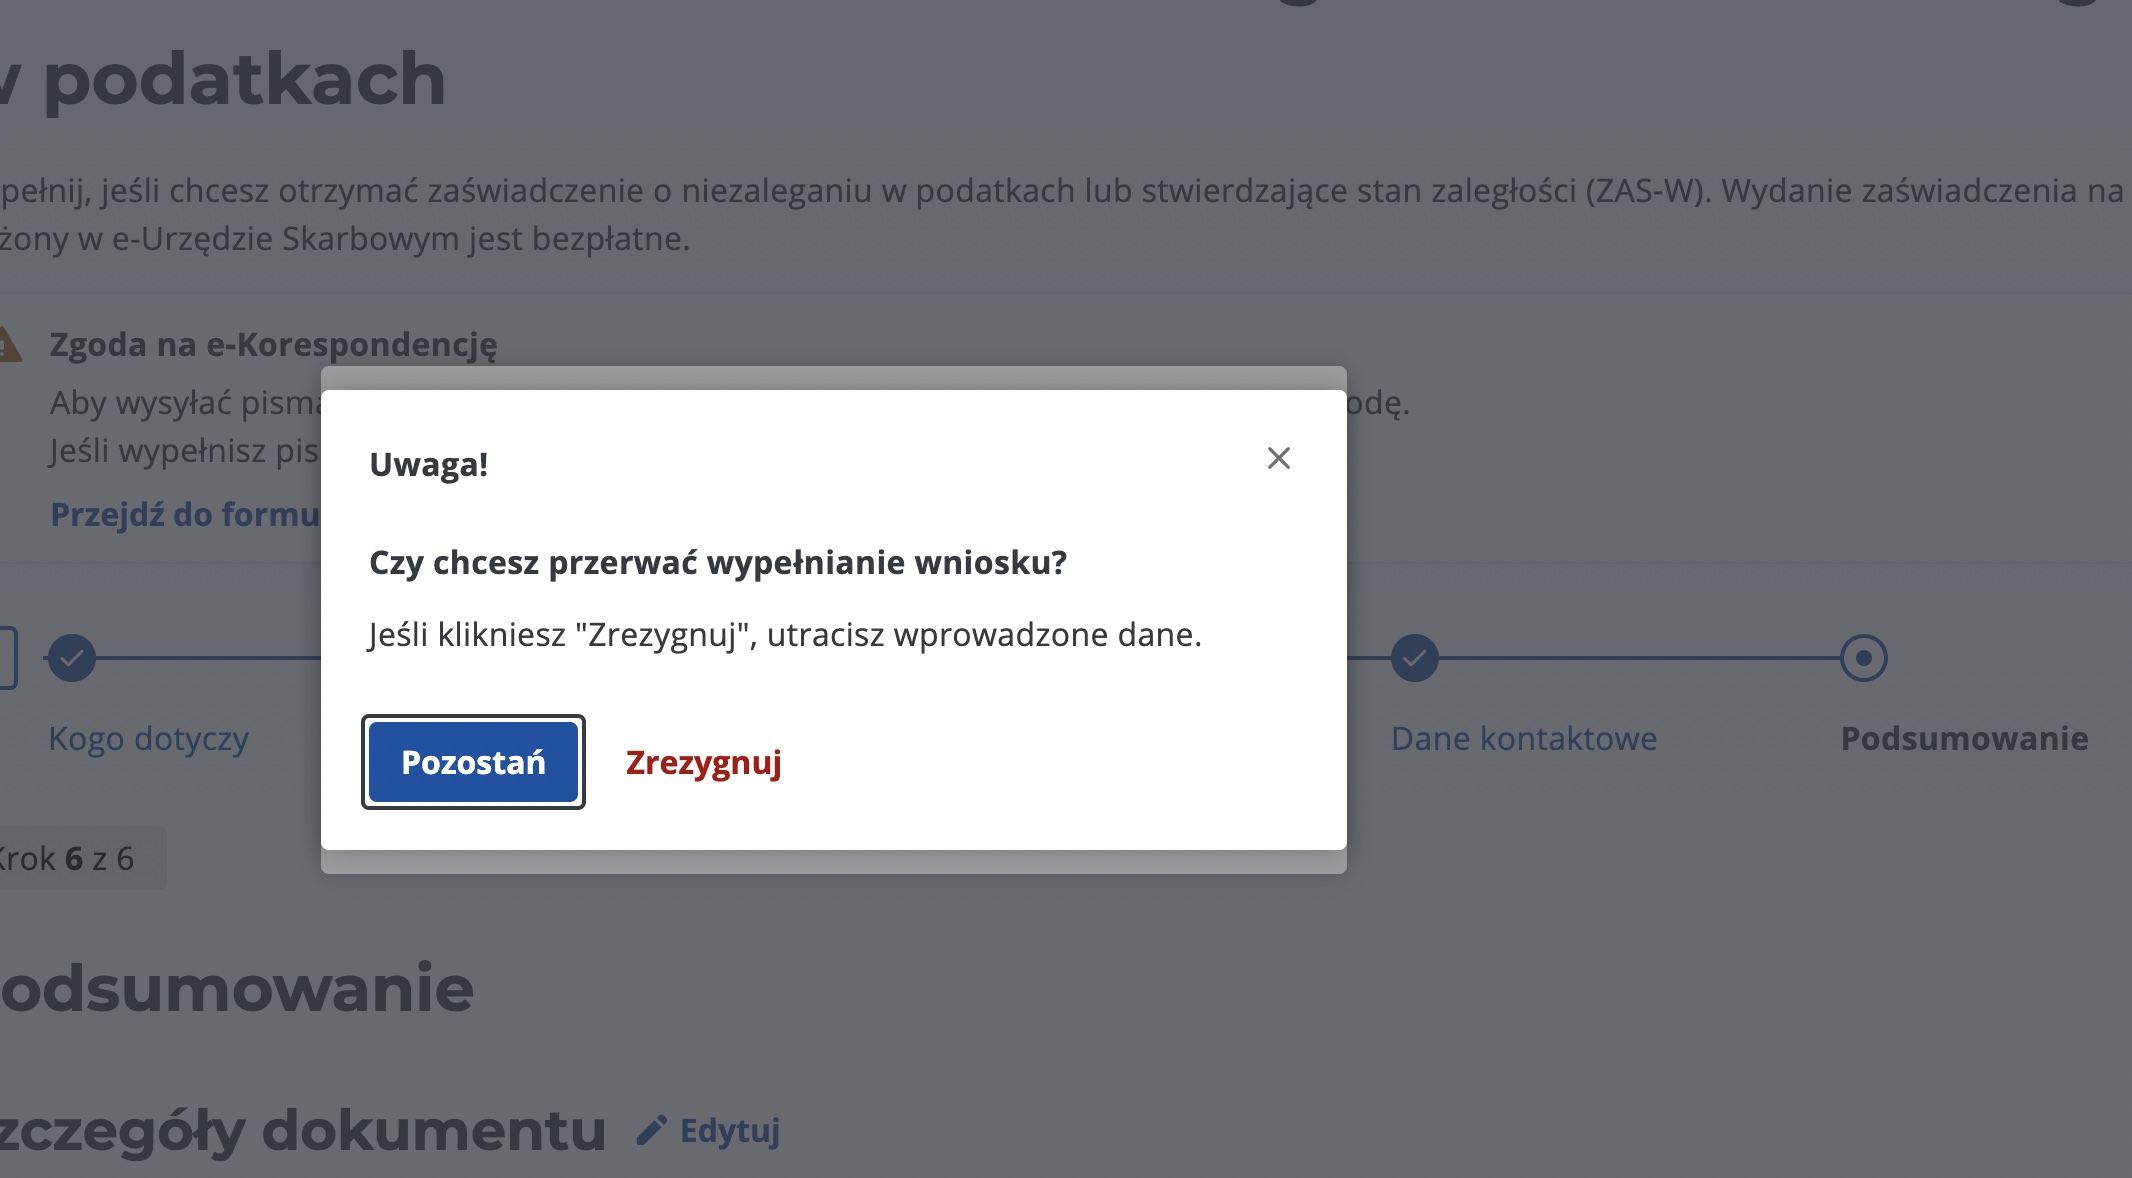 w podatkach
pełnij, jeśli chcesz otrzymać zaświadczenie o niezaleganiu w podatkach lub stwierdzające stan zaległości (ZAS-W). Wydanie zaświadczenia na
żony w e-Urzędzie Skarbowym jest bezpłatne.
Zgoda na e-Korespondencję
Aby wysyłać pisma odę.
Jeśli wypełnisz pis
Przejdź do formu
Uwaga!
Czy chcesz przerwać wypełnianie wniosku?
Jeśli klikniesz "Zrezygnuj", utracisz wprowadzone dane.
Pozostań Zrezygnuj
Kogo dotyczy Dane kontaktowe Podsumowanie
Krok 6 z 6
odsumowanie
zczegóły dokumentu Edytuj